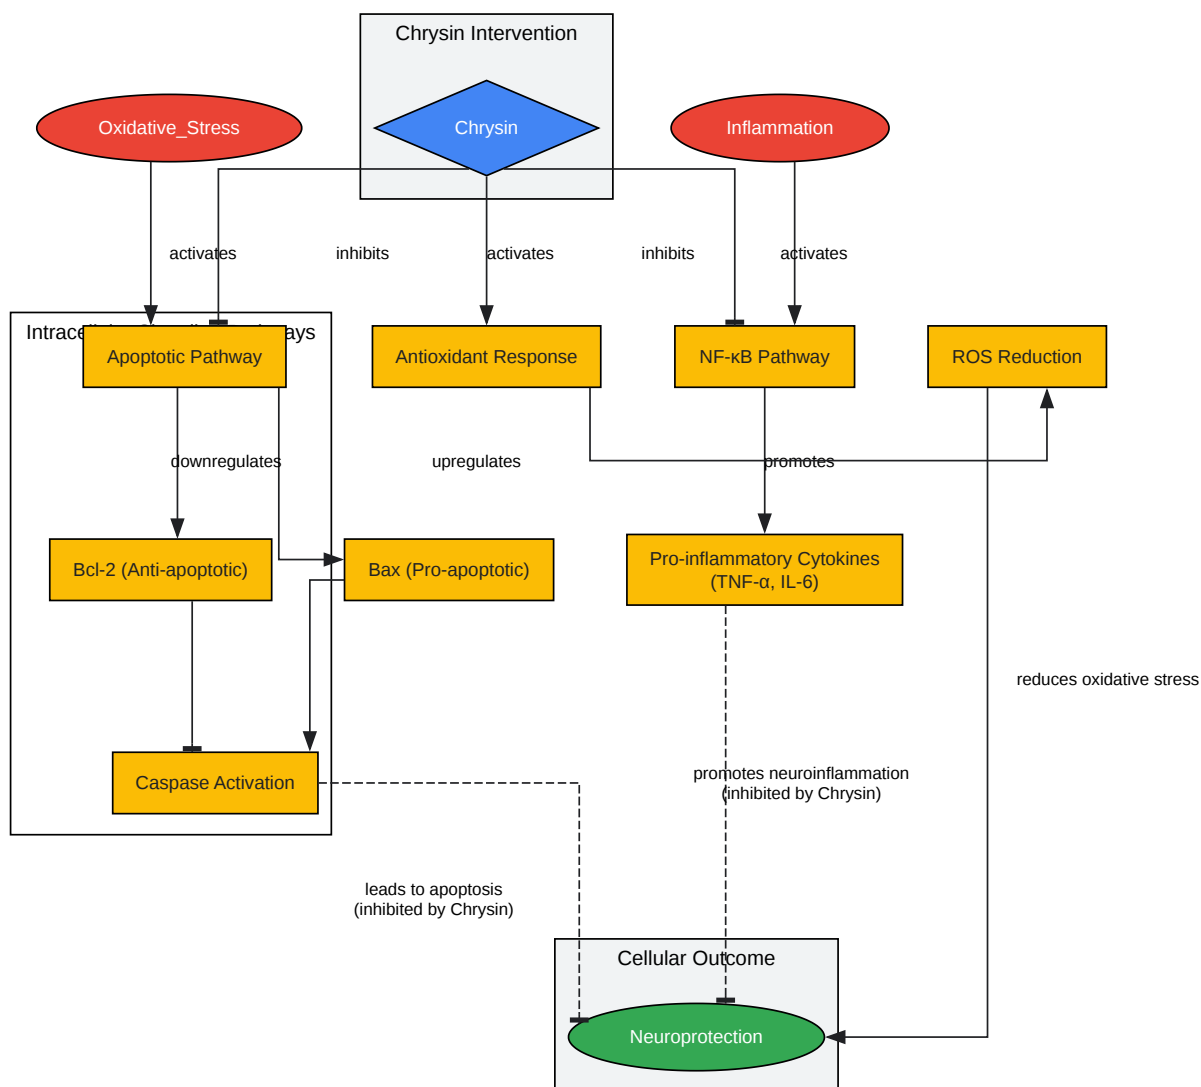 Chrysin Intervention
Oxidative_Stress
Chrysin
Inflammation
activates
inhibits
activates
inhibits
activates
Apoptotic Pathway
Antioxidant Response
NF-κB Pathway
ROS Reduction
downregulates
upregulates
promotes
Bcl-2 (Anti-apoptotic)
Bax (Pro-apoptotic)
Pro-inflammatory Cokines
(TNF-α, IL-6)
reduces oxidative stress
Caspase Activation
promotes neuroinflammation
(inhibited by Chrysin)
leads to apoptosis
(inhibited by Chrysin)
Cellular Outcome
Neuroprotection